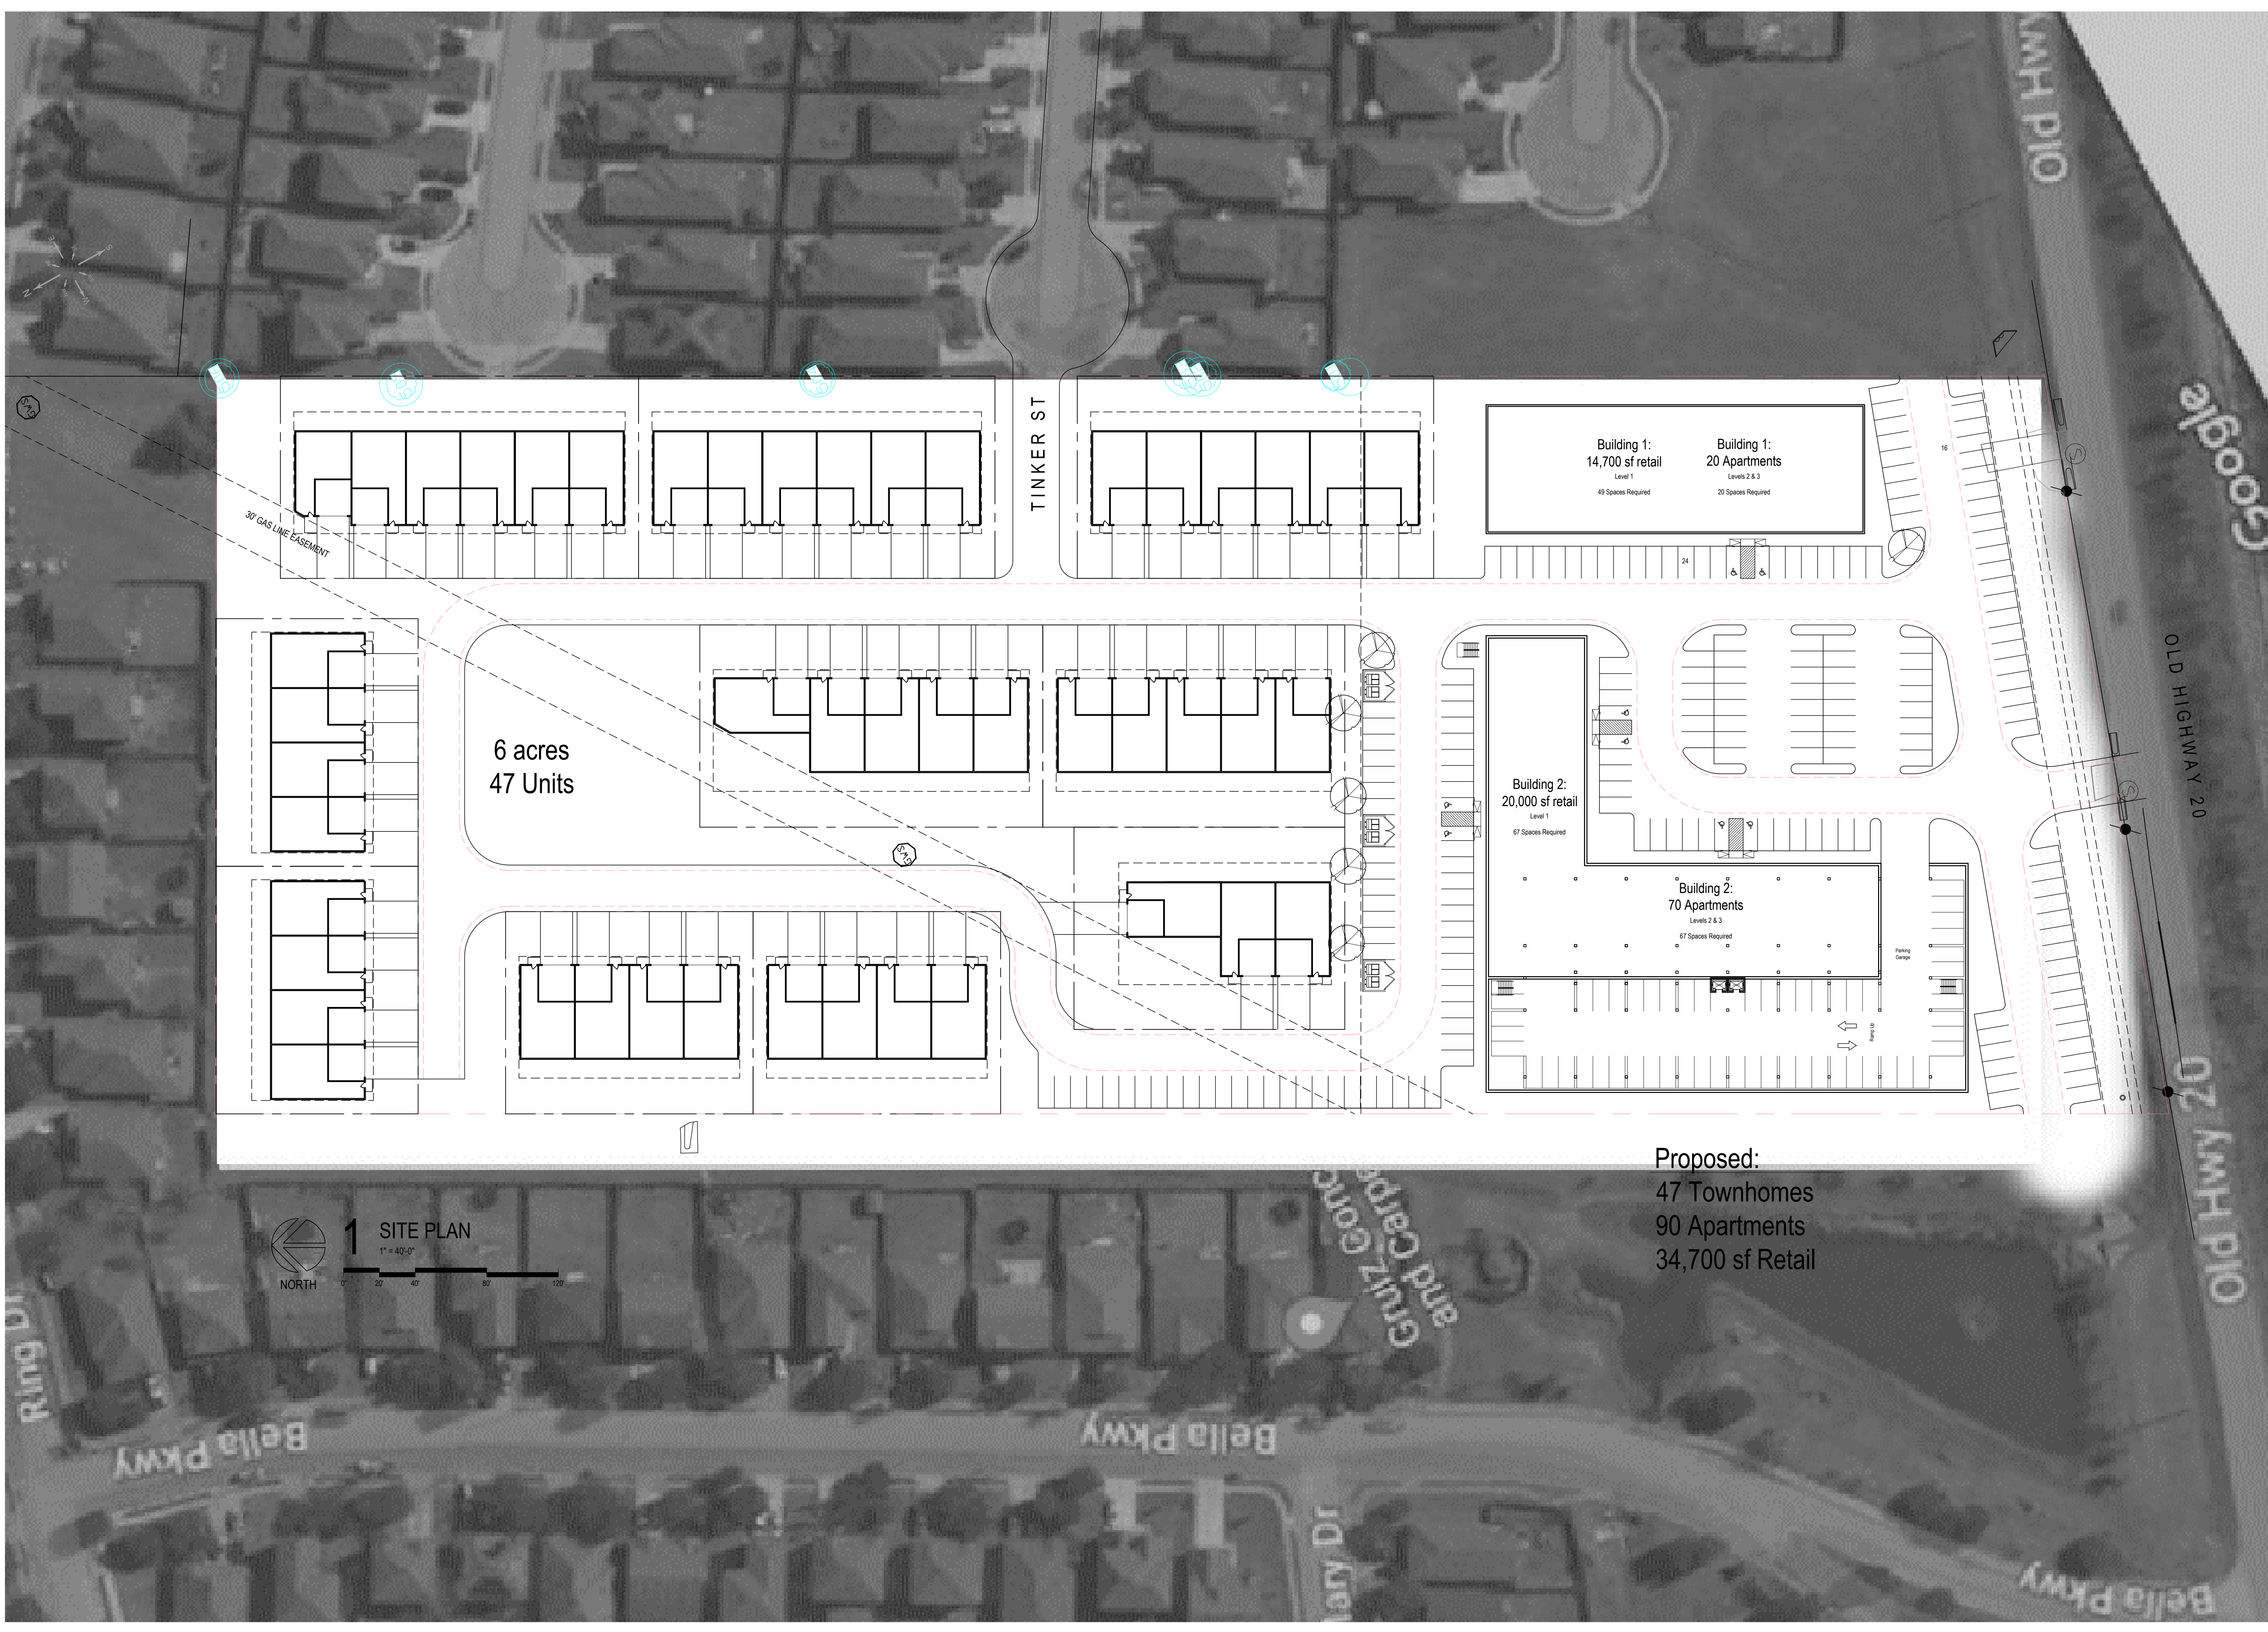 Old Hwy
Google
TINKER ST
Building 1:
14,700 sf retail
Level 1
49 Spaces Required
Building 1:
20 Apartments
Levels 2 & 3
20 Spaces Required
16
24
30' GAS LINE EASEMENT
OLD HIGHWAY 20
6 acres
47 Units
Building 2:
20,000 sf retail
Level 1
67 Spaces Required
Building 2:
70 Apartments
Levels 2 & 3
67 Spaces Required
Parking
Garage
Ramp Up
Old Hwy 20
Proposed:
47 Townhomes
90 Apartments
34,700 sf Retail
NORTH
1
SITE PLAN
1" = 40'-0"
0' 20' 40' 80' 120'
Ring Dr
Bella Pkwy
Bella Pkwy
Bella Pkwy